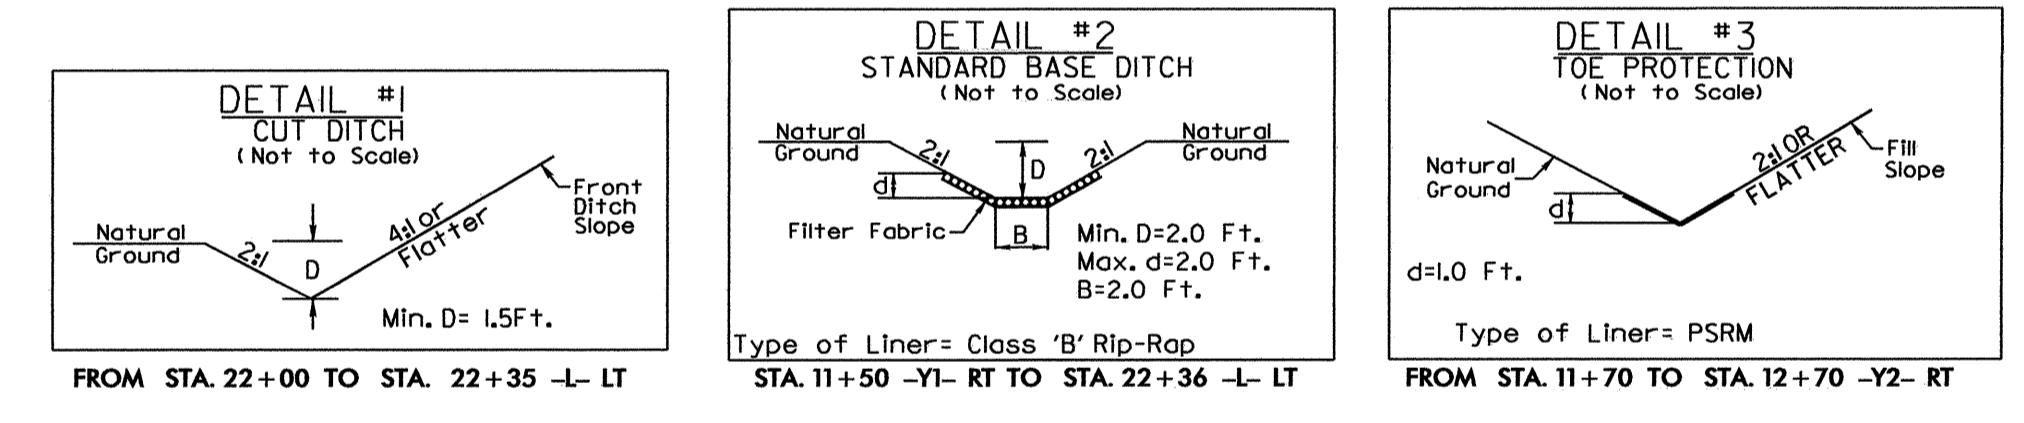 DETAIL #1
CUT DITCH
(Not to Scale)
Front
Ditch
Slope
Natural
Ground
2:1
D
4:1 or
Flatter
Min. D= 1.5Ft.
FROM STA. 22+00 TO STA. 22+35 -L- LT
DETAIL #2
STANDARD BASE DITCH
(Not to Scale)
Natural
Ground
2:1
d
D
2:1
Natural
Ground
Filter Fabric
B
Min. D=2.0 Ft.
Max. d=2.0 Ft.
B=2.0 Ft.
Type of Liner= Class 'B' Rip-Rap
STA. 11+50 -Y1- RT TO STA. 22+36 -L- LT
DETAIL #3
TOE PROTECTION
(Not to Scale)
Natural
Ground
d
2:1 OR
FLATTER
Fill
Slope
d=1.0 Ft.
Type of Liner= PSRM
FROM STA. 11+70 TO STA. 12+70 -Y2- RT